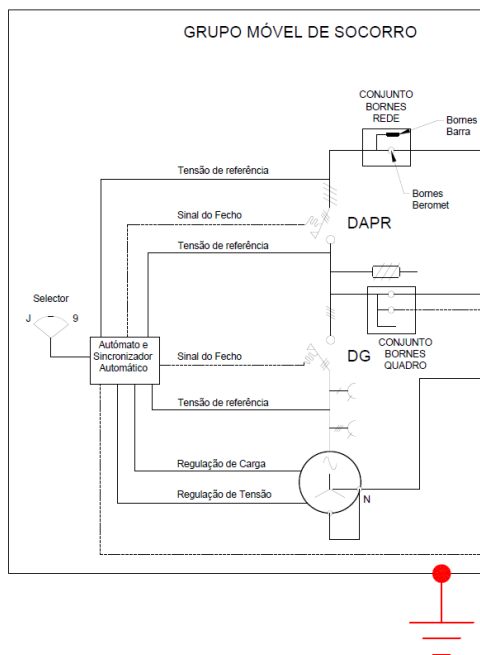 GRUPO MÓVEL DE SOCORRO
CONJUNTO
BORNES
REDE
Bornes
Barra
Tensão de referência
Bornes
Beromet
Sinal do Fecho
DAPR
Tensão de referência
Selector
J
9
Autómato e
Sincronizador
Automático
Sinal do Fecho
DG
CONJUNTO
BORNES
QUADRO
Tensão de referência
Regulação de Carga
Regulação de Tensão
N